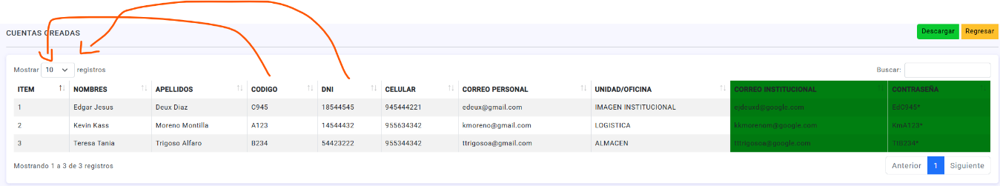 CUENTAS CREADAS
Descargar Regresar
Mostrar 10 registros
Buscar:
ITEM NOMBRES APELLIDOS CODIGO DNI CELULAR CORREO PERSONAL UNIDAD/OFICINA CORREO INSTITUCIONAL CONTRASEÑA
1 Edgar Jesus Deux Diaz C945 18544545 945444221 edeux@gmail.com IMAGEN INSTITUCIONAL ejdeuxd@google.com EdC945*
2 Kevin Kass Moreno Montilla A123 14544432 955634342 kmoreno@gmail.com LOGISTICA kkmorenom@google.com KmA123*
3 Teresa Tania Trigoso Alfaro B234 54423222 955344342 ttrigosoa@gmail.com ALMACEN tttrigosoa@google.com TtB234*
Mostrando 1 a 3 de 3 registros
Anterior 1 Siguiente